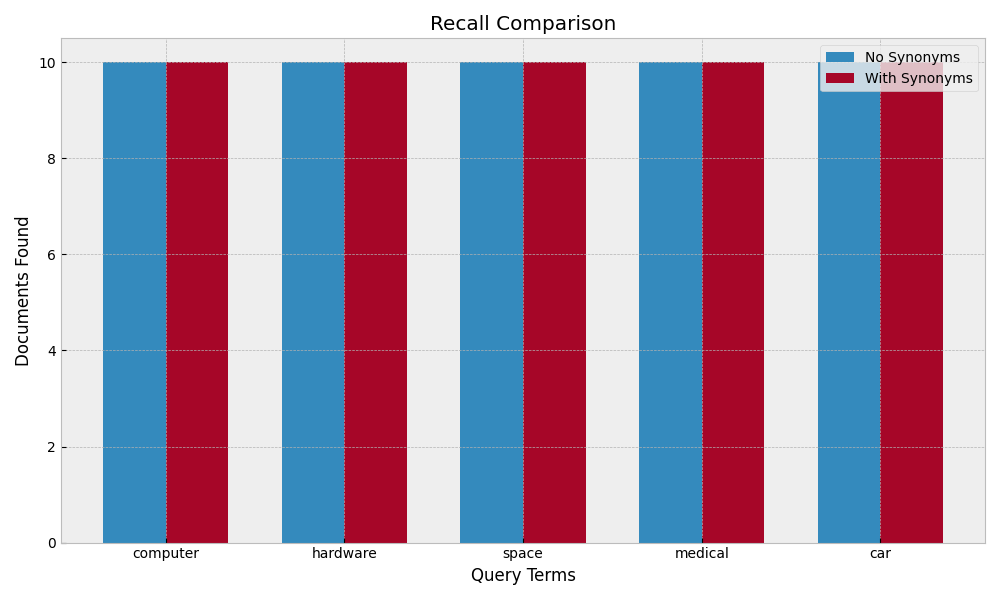 Recall Comparison
No Synonyms
With Synonyms
Documents Found
10
8
6
4
2
0
computer hardware space medical car
Query Terms